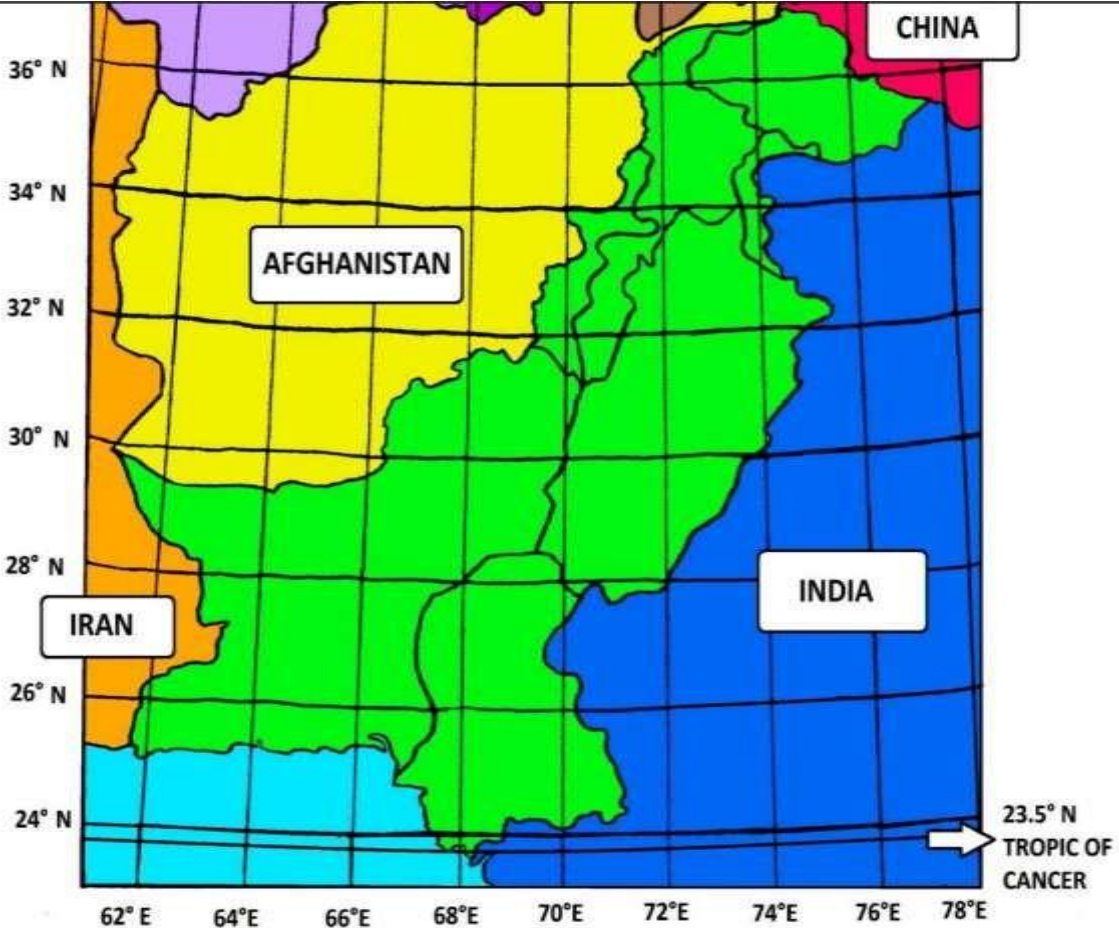 CHINA
36° N
34° N
AFGHANISTAN
32° N
30° N
28° N
INDIA
IRAN
26° N
24° N
23.5° N
TROPIC OF
CANCER
62° E 64°E 66°E 68°E 70°E 72°E 74°E 76°E 78°E